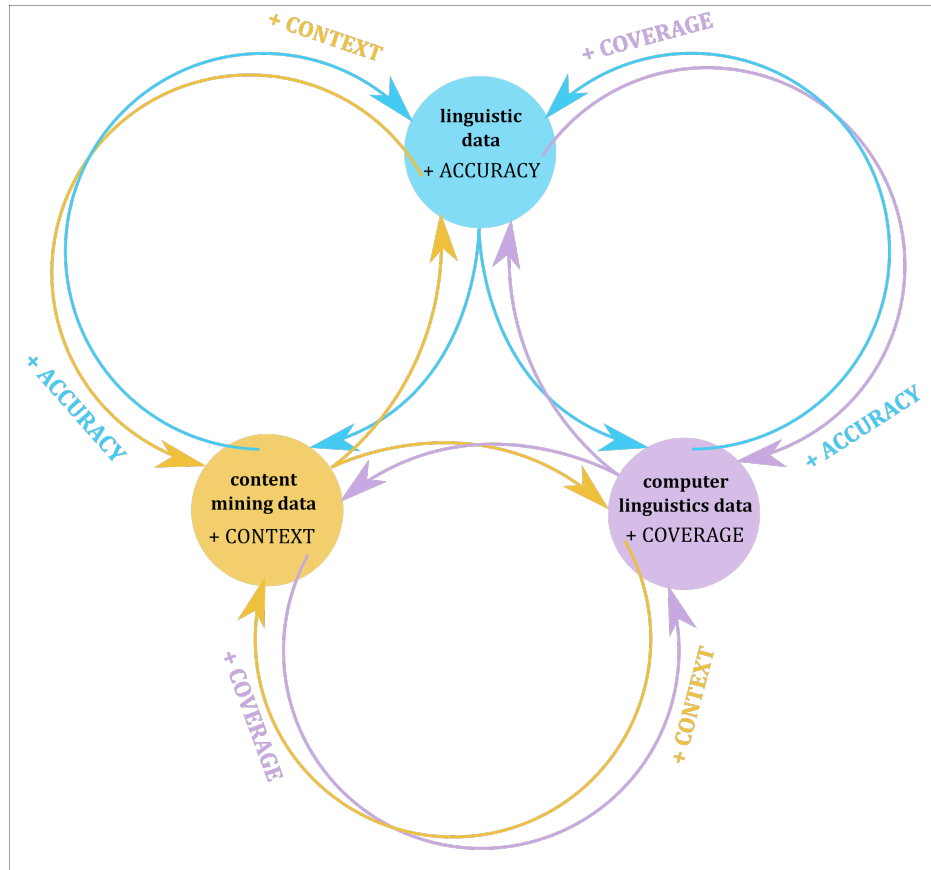 + CONTEXT
+ COVERAGE
linguistic
data
+ ACCURACY
+ ACCURACY
+ ACCURACY
content
mining data
+ CONTEXT
computer
linguistics data
+ COVERAGE
+ COVERAGE
+ CONTEXT